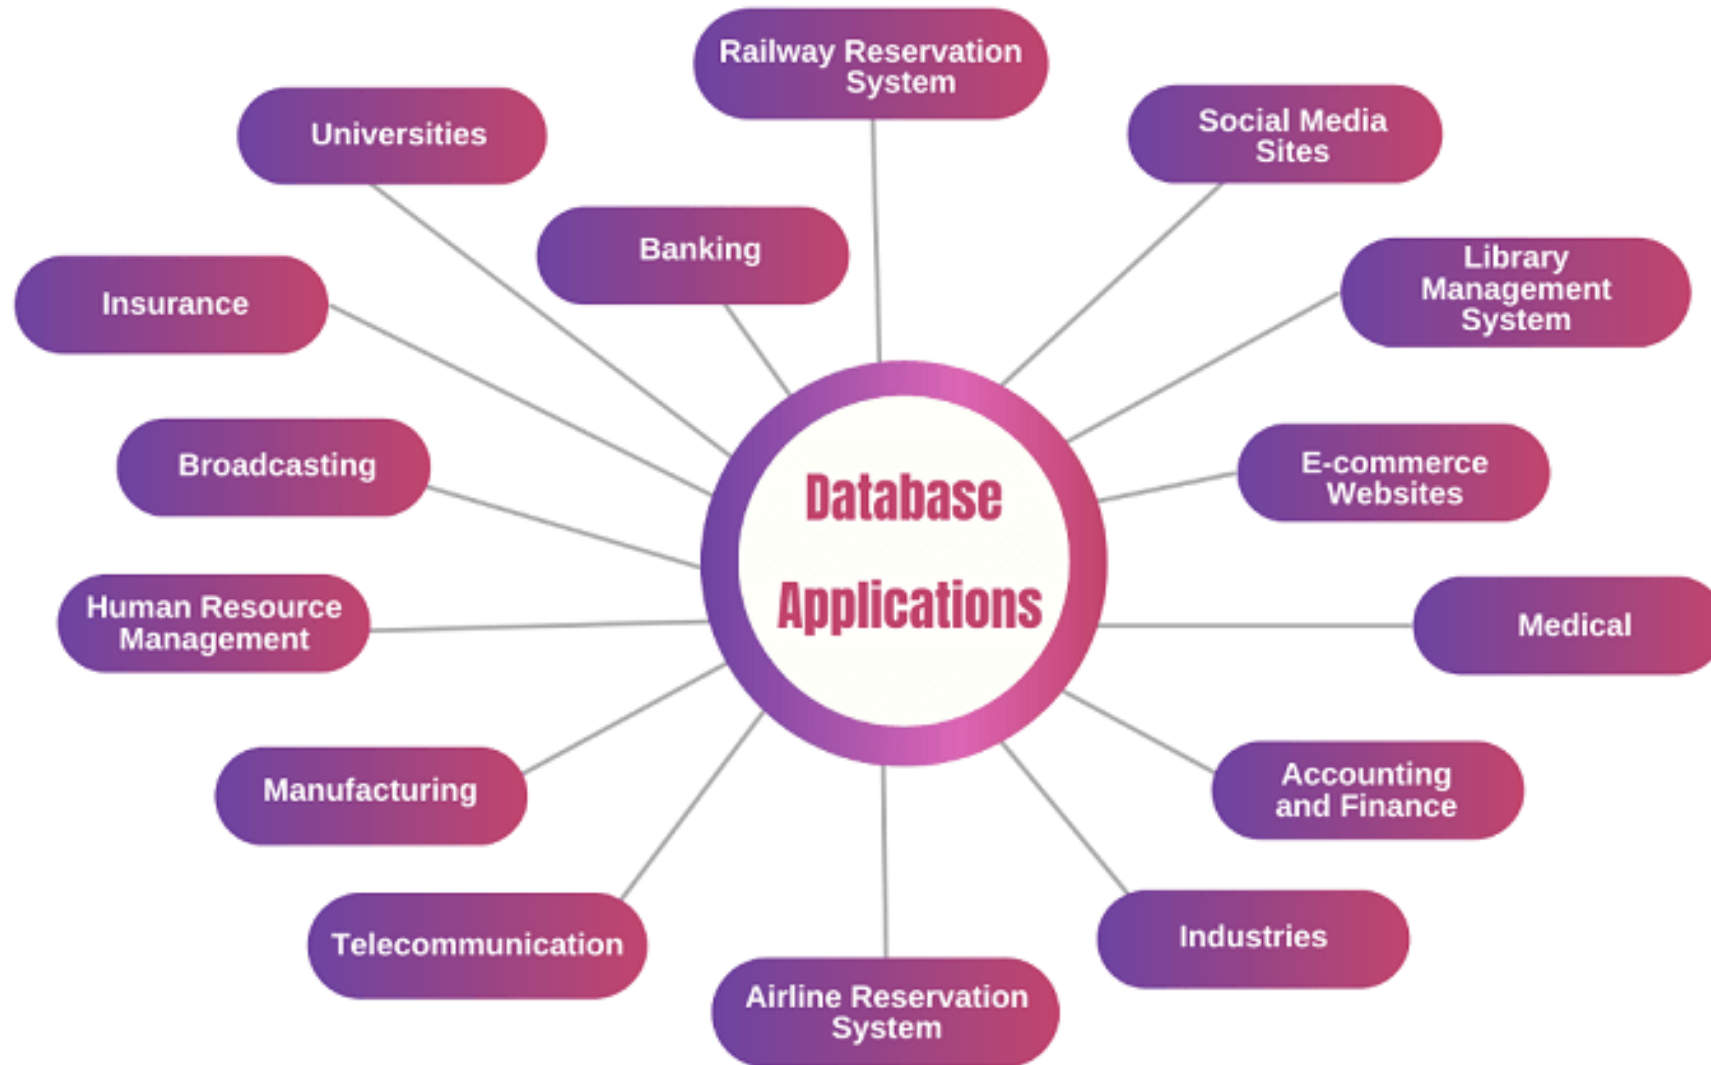 Railway Reservation
System
Universities
Social Media
Sites
Banking
Library
Management
System
Insurance
Broadcasting
E-commerce
Websites
Database
Applications
Human Resource
Management
Medical
Manufacturing
Accounting
and Finance
Telecommunication
Industries
Airline Reservation
System